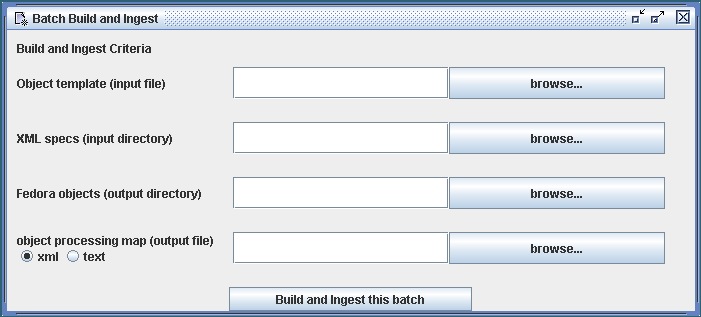 Batch Build and Ingest
Build and Ingest Criteria
Object template (input file) browse...
XML specs (input directory) browse...
Fedora objects (output directory) browse...
object processing map (output file) browse...
xml text
Build and Ingest this batch